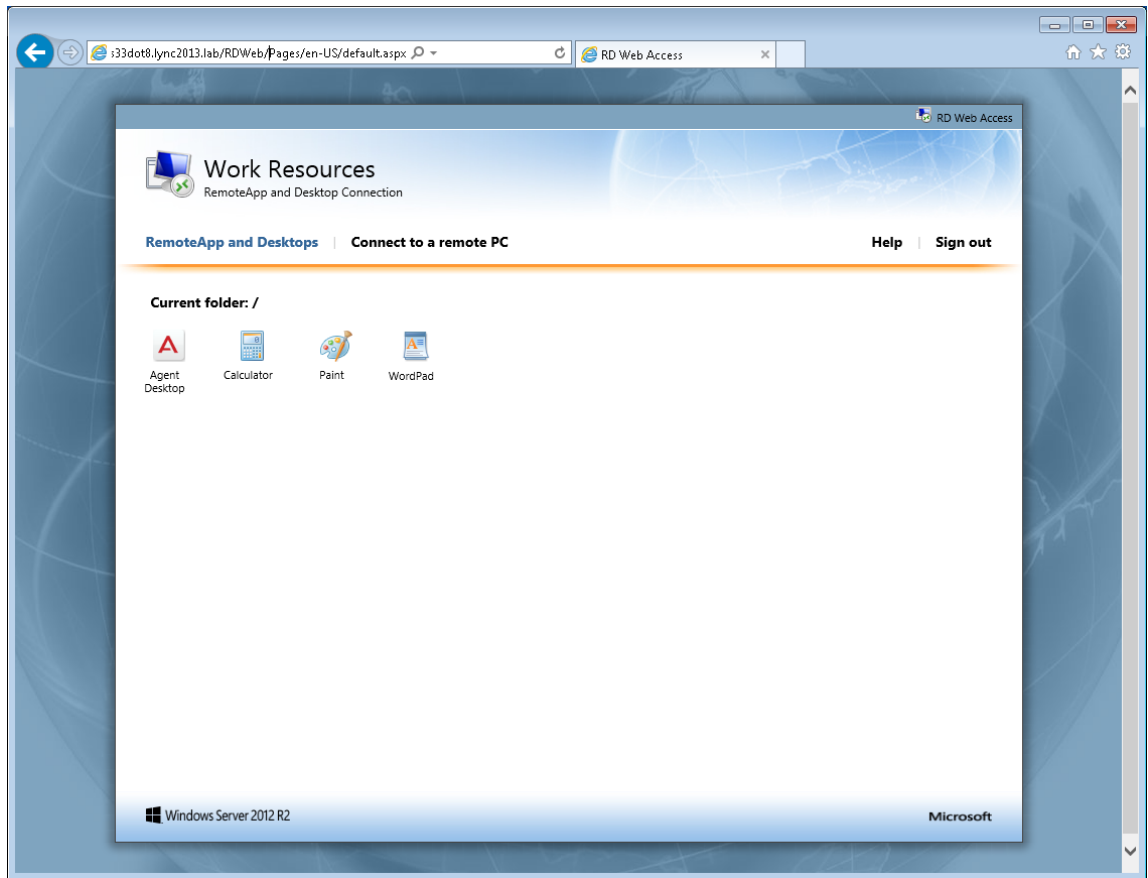 s33dot8.lync2013.lab/RDWeb/Pages/en-US/default.aspx
RD Web Access
RD Web Access
Work Resources
RemoteApp and Desktop Connection
RemoteApp and Desktops | Connect to a remote PC
Help | Sign out
Current folder: /
Agent Desktop
Calculator
Paint
WordPad
Windows Server 2012 R2
Microsoft